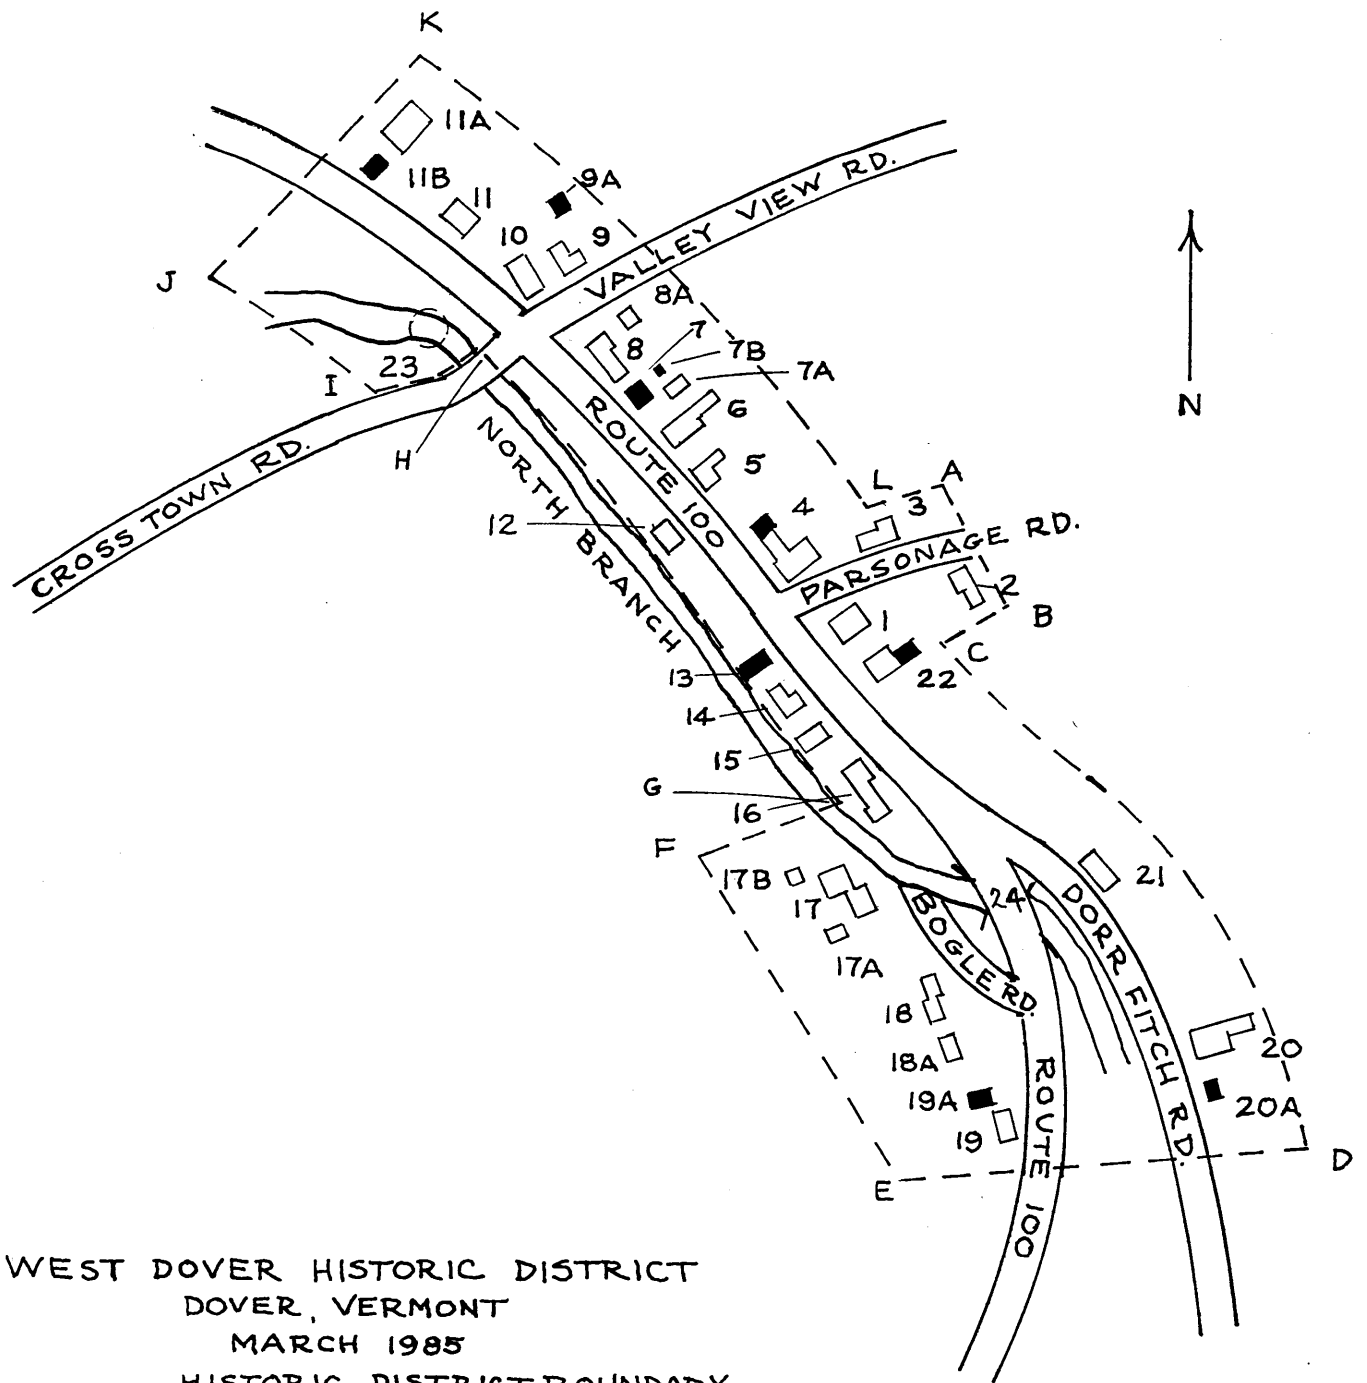 K
11A
11B
11
9A
10
9
VALLEY VIEW RD.
J
8A
7
8
7B
7A
23
I
6
N
ROUTE 100
H
5
CROSS TOWN RD.
NORTH BRANCH
L
A
4
3
12
PARSONAGE RD.
2
B
1
C
22
13
14
15
G
16
F
17B
21
17
24
DORR FITCH RD.
BOGLE RD.
17A
18
20
18A
19A
20A
19
ROUTE 100
D
E
WEST DOVER HISTORIC DISTRICT
DOVER, VERMONT
MARCH 1985
HISTORIC DISTRICT BOUNDARY